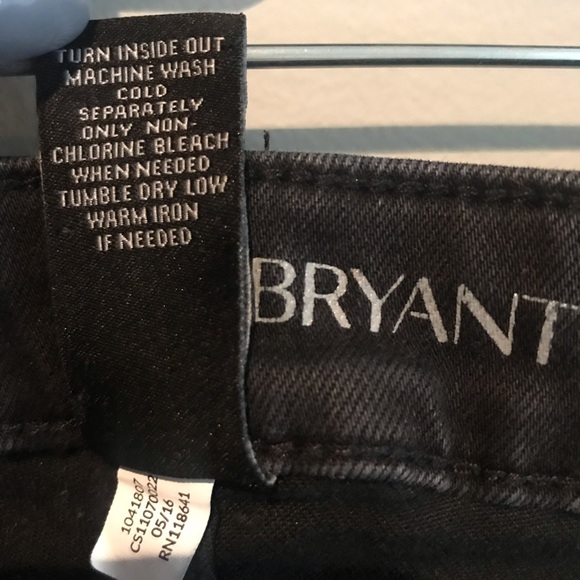 TURN INSIDE OUT
MACHINE WASH
COLD
SEPARATELY
ONLY NON-
CHLORINE BLEACH
WHEN NEEDED
TUMBLE DRY LOW
WARM IRON
IF NEEDED
BRYANT
1041807
CS11070022
05/16
RN118641